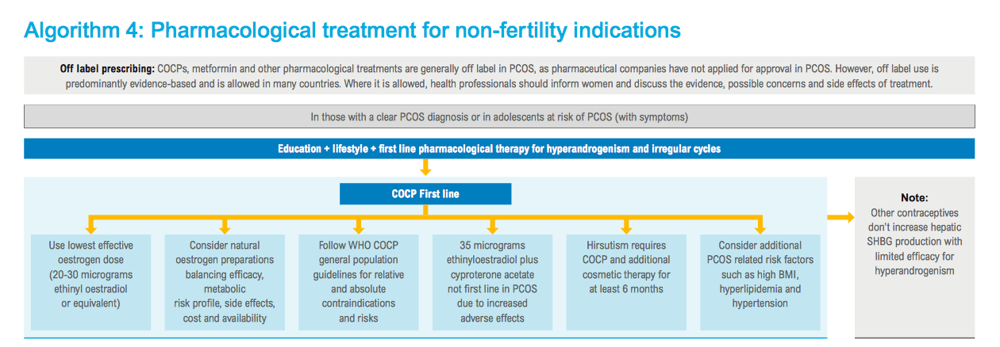 Algorithm 4: Pharmacological treatment for non-fertility indications
Off label prescribing: COCPs, metformin and other pharmacological treatments are generally off label in PCOS, as pharmaceutical companies have not applied for approval in PCOS. However, off label use is
predominantly evidence-based and is allowed in many countries. Where it is allowed, health professionals should inform women and discuss the evidence, possible concerns and side effects of treatment.
In those with a clear PCOS diagnosis or in adolescents at risk of PCOS (with symptoms)
Education + lifestyle + first line pharmacological therapy for hyperandrogenism and irregular cycles
COCP First line
Use lowest effective
oestrogen dose
(20-30 micrograms
ethinyl oestradiol
or equivalent)
Consider natural
oestrogen preparations
balancing efficacy,
metabolic
risk profile, side effects,
cost and availability
Follow WHO COCP
general population
guidelines for relative
and absolute
contraindications
and risks
35 micrograms
ethinyloestradiol plus
cyproterone acetate
not first line in PCOS
due to increased
adverse effects
Hirsutism requires
COCP and additional
cosmetic therapy for
at least 6 months
Consider additional
PCOS related risk factors
such as high BMI,
hyperlipidemia and
hypertension
Note:
Other contraceptives
don't increase hepatic
SHBG production with
limited efficacy for
hyperandrogenism